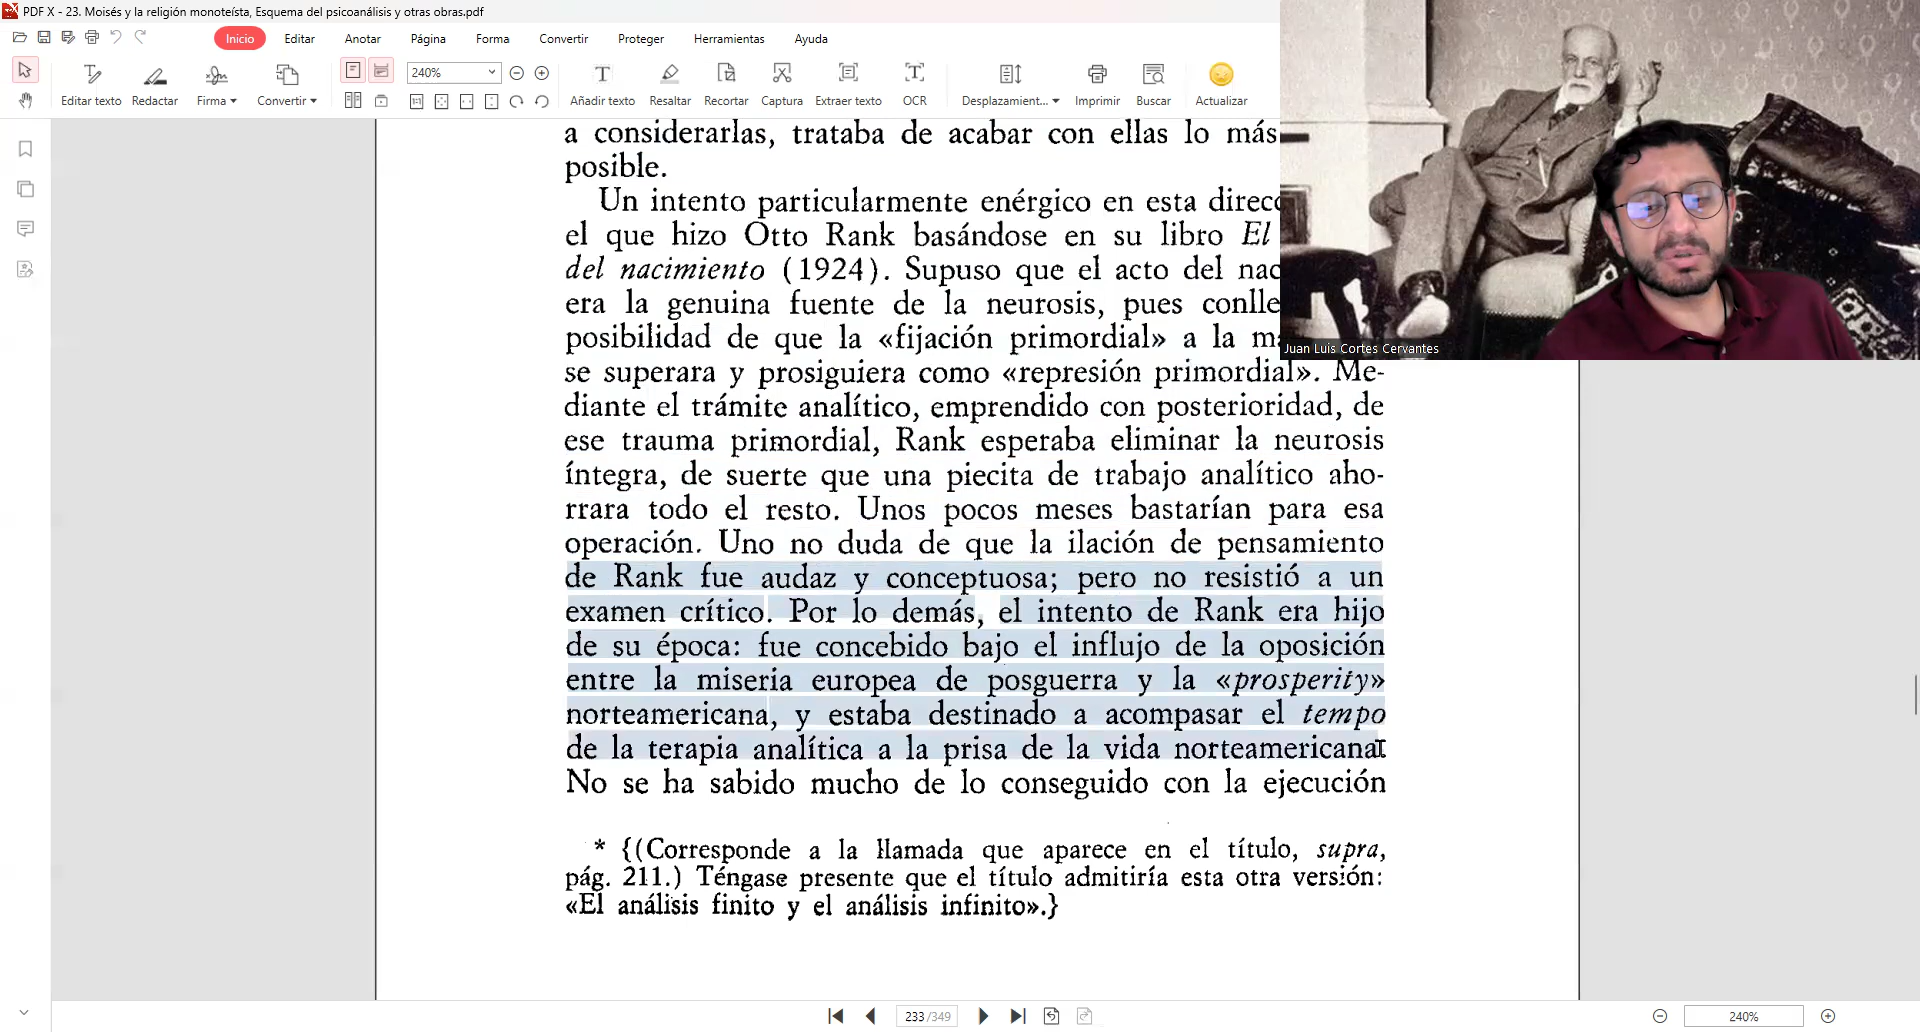 PDF X - 23. Moisés y la religión monoteísta, Esquema del psicoanálisis y otras obras.pdf
Inicio Editar Anotar Página Forma Convertir Proteger Herramientas Ayuda
240%
Editar texto Redactar Firma Convertir Añadir texto Resaltar Recortar Captura Extraer texto OCR Desplazamient... Imprimir Buscar Actualizar
a considerarlas, trataba de acabar con ellas lo más
posible.
Un intento particularmente enérgico en esta direc
el que hizo Otto Rank basándose en su libro El
del nacimiento (1924). Supuso que el acto del nac
era la genuina fuente de la neurosis, pues conlle
posibilidad de que la «fijación primordial» a la ma
se superara y prosiguiera como «represión primordial». Me-
diante el trámite analítico, emprendido con posterioridad, de
ese trauma primordial, Rank esperaba eliminar la neurosis
íntegra, de suerte que una piecita de trabajo analítico aho-
rrara todo el resto. Unos pocos meses bastarían para esa
operación. Uno no duda de que la ilación de pensamiento
de Rank fue audaz y conceptuosa; pero no resistió a un
examen crítico. Por lo demás, el intento de Rank era hijo
de su época: fue concebido bajo el influjo de la oposición
entre la miseria europea de posguerra y la «prosperity»
norteamericana, y estaba destinado a acompasar el tempo
de la terapia analítica a la prisa de la vida norteamericana.
No se ha sabido mucho de lo conseguido con la ejecución
* {(Corresponde a la llamada que aparece en el título, supra,
pág. 211.) Téngase presente que el título admitiría esta otra versión:
«El análisis finito y el análisis infinito».}
Juan Luis Cortes Cervantes
233/349
240%